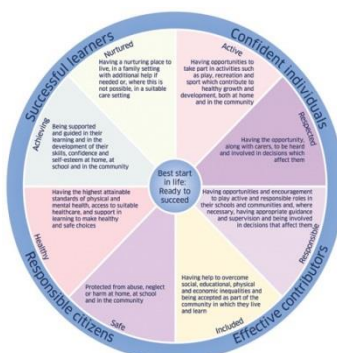 Successful learners
Confident individuals
Nurtured
Having a nurturing place to
live, in a family setting
with additional help if
needed or, where this is
not possible, in a suitable
care setting
Active
Having opportunities to
take part in activities such
as play, recreation and
sport which contribute to
healthy growth and
development, both at home
and in the community
Achieving
Being supported
and guided in their
learning and in the
development of their
skills, confidence and
self-esteem at home, at
school and in the community
Respected
Having the opportunity,
along with carers, to be heard
and involved in decisions which
affect them
Best start
in life:
Ready to
succeed
Having the highest attainable
standards of physical and
mental health, access to suitable
healthcare, and support in
learning to make healthy
and safe choices
Healthy
Having opportunities and encouragement
to play active and responsible roles in
their schools and communities and, where
necessary, having appropriate guidance
and supervision and being involved
in decisions that affect them
Responsible
Protected from abuse, neglect
or harm at home, at school
and in the community
Safe
Having help to overcome
social, educational, physical
and economic inequalities and
being accepted as part of the
community in which they live
and learn
Included
Responsible citizens
Effective contributors